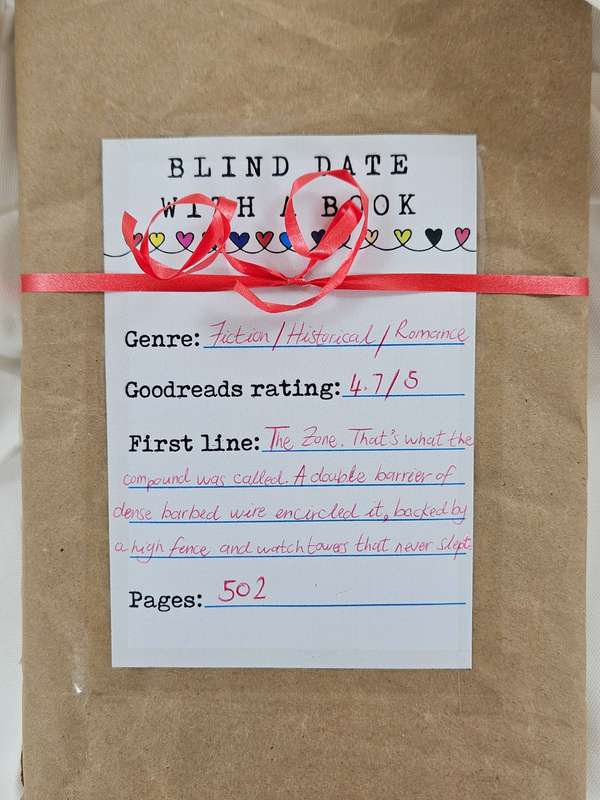 BLIND DATE
WITH A BOOK
Genre: Fiction/Historical/Romance
Goodreads rating: 4.7/5
First line: The Zone. That's what the
compound was called. A double barrier of
dense barbed wire encircled it, backed by
a high fence and watchtowers that never slept.
Pages: 502